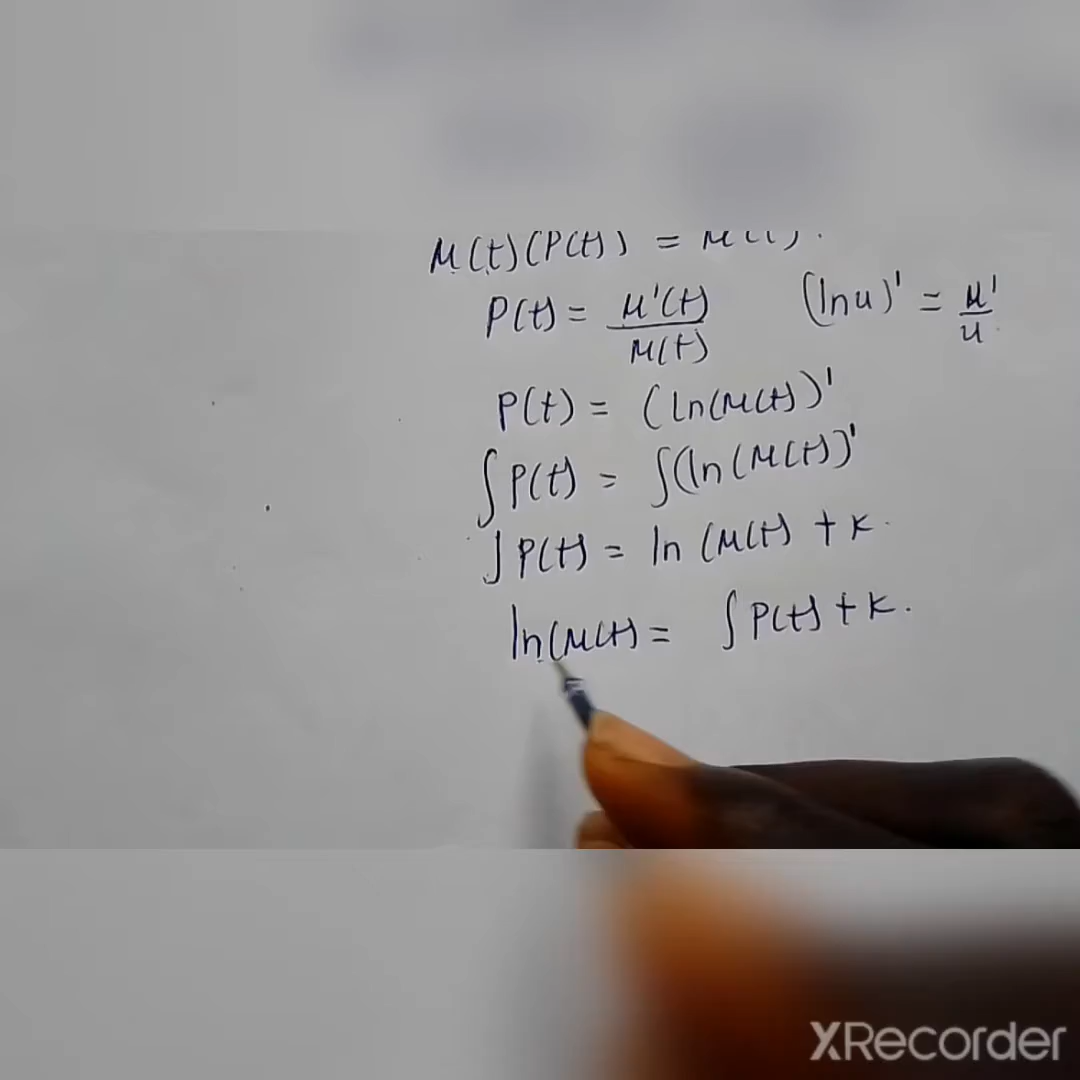 μ(t)(P(t)) = μ'(t).
P(t) = μ'(t)/μ(t) (ln u)' = u'/u
P(t) = (ln(μ(t))'
∫P(t) = ∫(ln(μ(t))'
∫P(t) = ln(μ(t) + K.
ln(μ(t) = ∫P(t) + K.
XRecorder